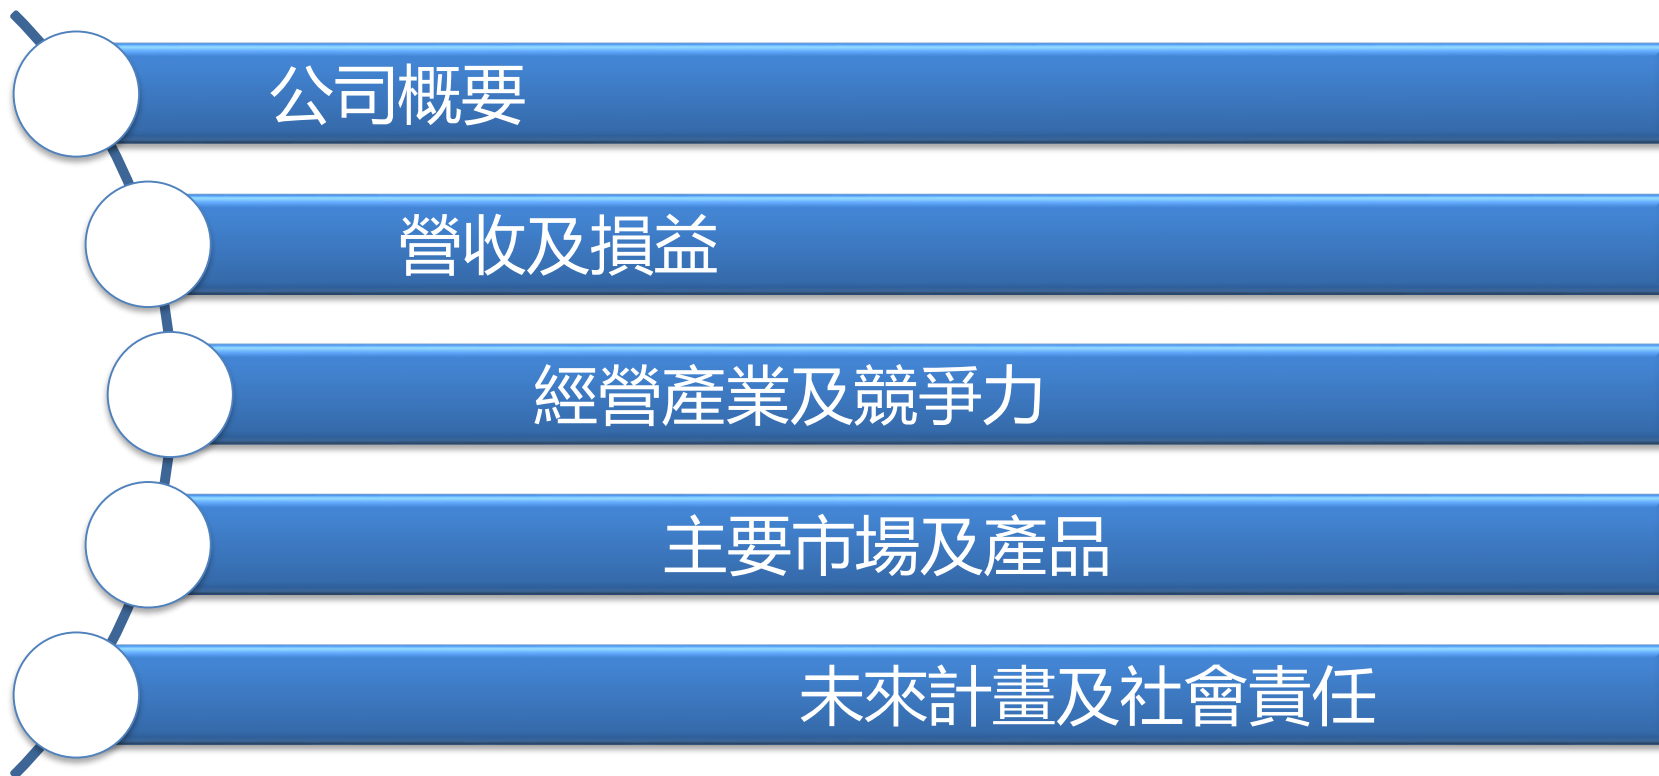 公司概要
營收及損益
經營產業及競爭力
主要市場及產品
未來計畫及社會責任